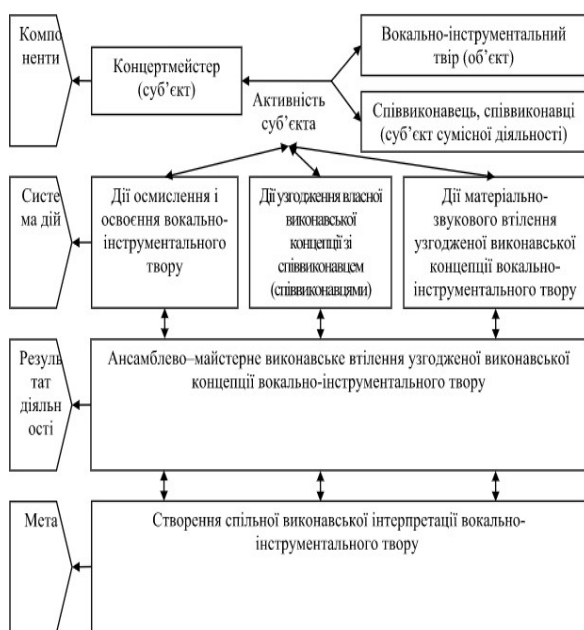 Компо
ненти
Концертмейстер
(суб’єкт)
Вокально-інструментальний
твір (об’єкт)
Активність
суб’єкта
Співвиконавець, співвиконавці
(суб’єкт сумісної діяльності)
Систе
ма дій
Дії осмислення і
освоєння вокально-
інструментального
твору
Дії узгодження власної
виконавської
концепції зі
співвиконавцем
(співвиконавцями)
Дії матеріально-
звукового втілення
узгодженої виконавської
концепції вокально-
інструментального твору
Резуль
тат
діяльн
ості
Ансамблево–майстерне виконавське втілення узгодженої виконавської
концепції вокально-інструментального твору
Мета
Створення спільної виконавської інтерпретації вокально-
інструментального твору